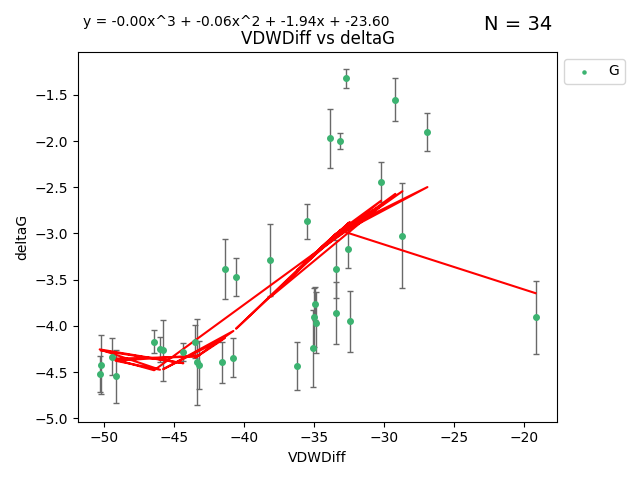 y = -0.00x^3 + -0.06x^2 + -1.94x + -23.60
N = 34
VDWDiff vs deltaG
G
−1.5
−2.0
−2.5
−3.0
−3.5
−4.0
−4.5
−5.0
deltaG
−50 −45 −40 −35 −30 −25 −20
VDWDiff